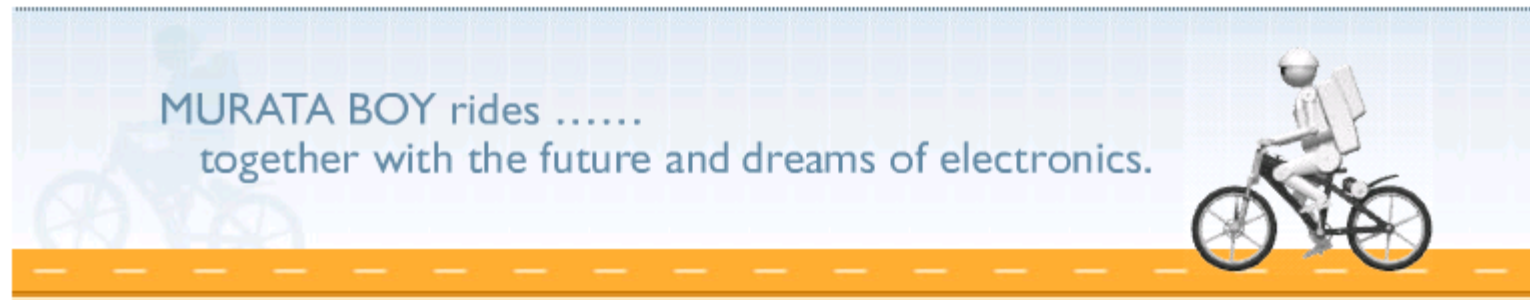 MURATA BOY rides ......
together with the future and dreams of electronics.